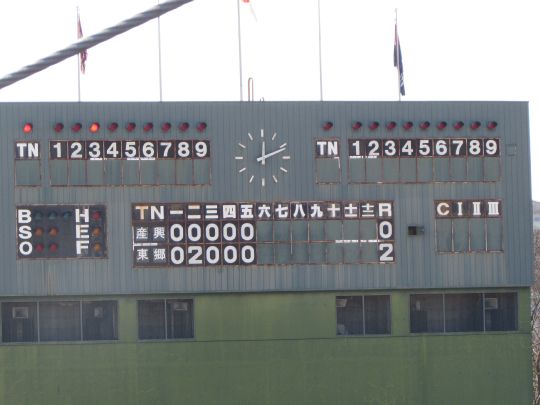 TN 1 2 3 4 5 6 7 8 9 TN 1 2 3 4 5 6 7 8 9
B H TN 一 二 三 四 五 六 七 八 九 十 士 士 R C I II III
S E 産興 0 0 0 0 0 0
O F 東郷 0 2 0 0 0 2